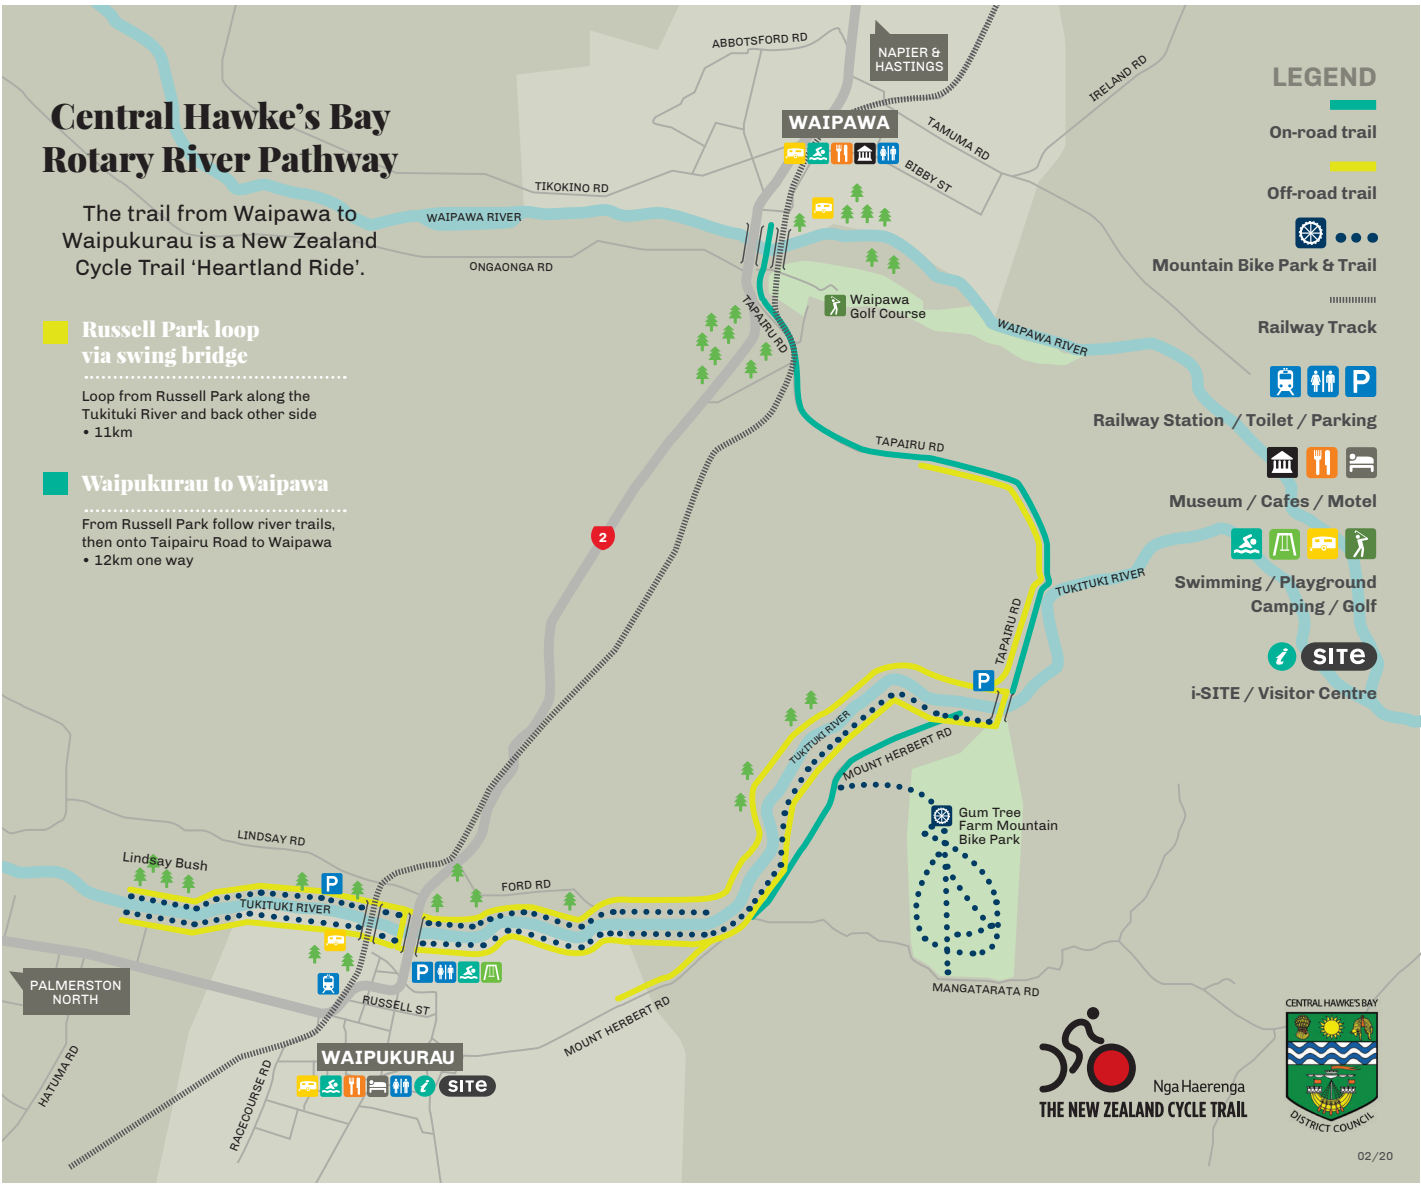 Central Hawke's Bay
Rotary River Pathway
The trail from Waipawa to
Waipukurau is a New Zealand
Cycle Trail ‘Heartland Ride’.
Russell Park loop
via swing bridge
Loop from Russell Park along the
Tukituki River and back other side
• 11km
Waipukurau to Waipawa
From Russell Park follow river trails,
then onto Taipairu Road to Waipawa
• 12km one way
LEGEND
On-road trail
Off-road trail
Mountain Bike Park & Trail
Railway Track
P
Railway Station / Toilet / Parking
Museum / Cafes / Motel
Swimming / Playground
Camping / Golf
i SITE
i-SITE / Visitor Centre
ABBOTSFORD RD
NAPIER &
HASTINGS
IRELAND RD
WAIPAWA
TAMUMA RD
BIBBY ST
TIKOKINO RD
WAIPAWA RIVER
ONGAONGA RD
TAPAIRU RD
Waipawa
Golf Course
WAIPAWA RIVER
TAPAIRU RD
2
TUKITUKI RIVER
TAPAIRU RD
P
TUKITUKI RIVER
MOUNT HERBERT RD
Gum Tree
Farm Mountain
Bike Park
LINDSAY RD
Lindsay Bush
P
FORD RD
TUKITUKI RIVER
P
PALMERSTON
NORTH
RUSSELL ST
MOUNT HERBERT RD
MANGATARATA RD
WAIPUKURAU
i SITE
HATUMA RD
RACECOURSE RD
Nga Haerenga
THE NEW ZEALAND CYCLE TRAIL
CENTRAL HAWKE'S BAY
DISTRICT COUNCIL
02/20